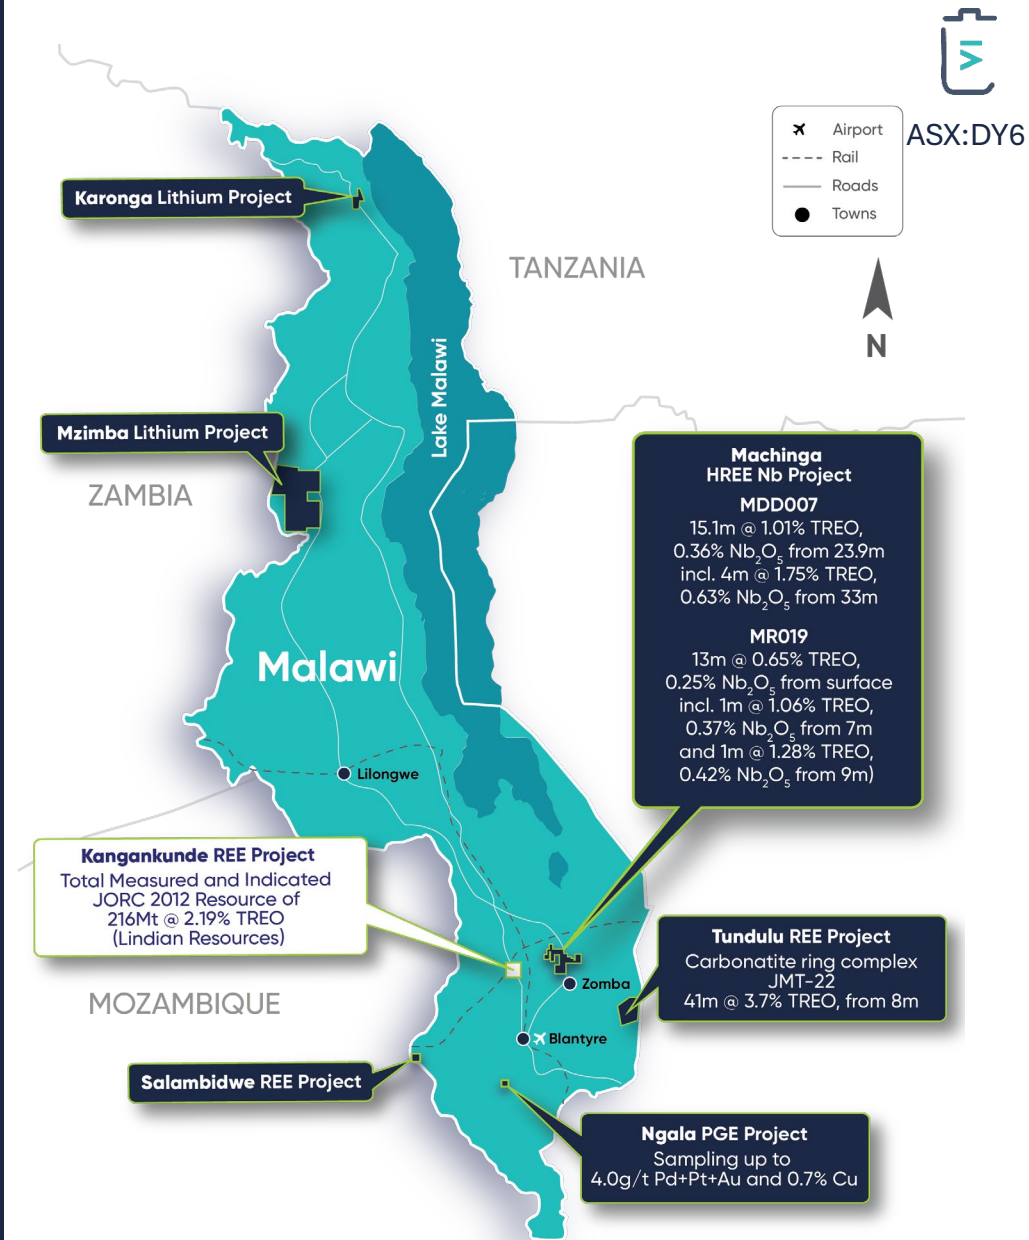 ASX:DY6
Airport
Rail
Roads
Towns
N
Karonga Lithium Project
TANZANIA
Lake Malawi
Mzimba Lithium Project
ZAMBIA
Machinga
HREE Nb Project
MDD007
15.1m @ 1.01% TREO,
0.36% Nb₂O₅ from 23.9m
incl. 4m @ 1.75% TREO,
0.63% Nb₂O₅ from 33m
MR019
13m @ 0.65% TREO,
0.25% Nb₂O₅ from surface
incl. 1m @ 1.06% TREO,
0.37% Nb₂O₅ from 7m
and 1m @ 1.28% TREO,
0.42% Nb₂O₅ from 9m)
Malawi
Lilongwe
Kangankunde REE Project
Total Measured and Indicated
JORC 2012 Resource of
216Mt @ 2.19% TREO
(Lindian Resources)
Tundulu REE Project
Carbonatite ring complex
JMT-22
41m @ 3.7% TREO, from 8m
Zomba
MOZAMBIQUE
Blantyre
Salambidwe REE Project
Ngala PGE Project
Sampling up to
4.0g/t Pd+Pt+Au and 0.7% Cu